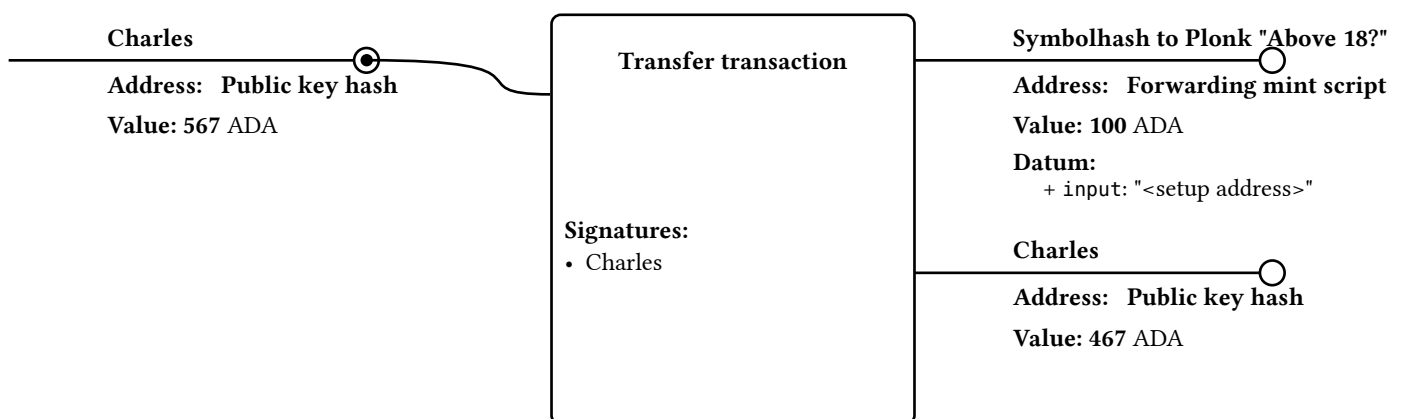 Charles
Address: Public key hash
Value: 567 ADA
Transfer transaction
Signatures:
• Charles
Symbolhash to Plonk "Above 18?"
Address: Forwarding mint script
Value: 100 ADA
Datum:
+ input: "<setup address>"
Charles
Address: Public key hash
Value: 467 ADA